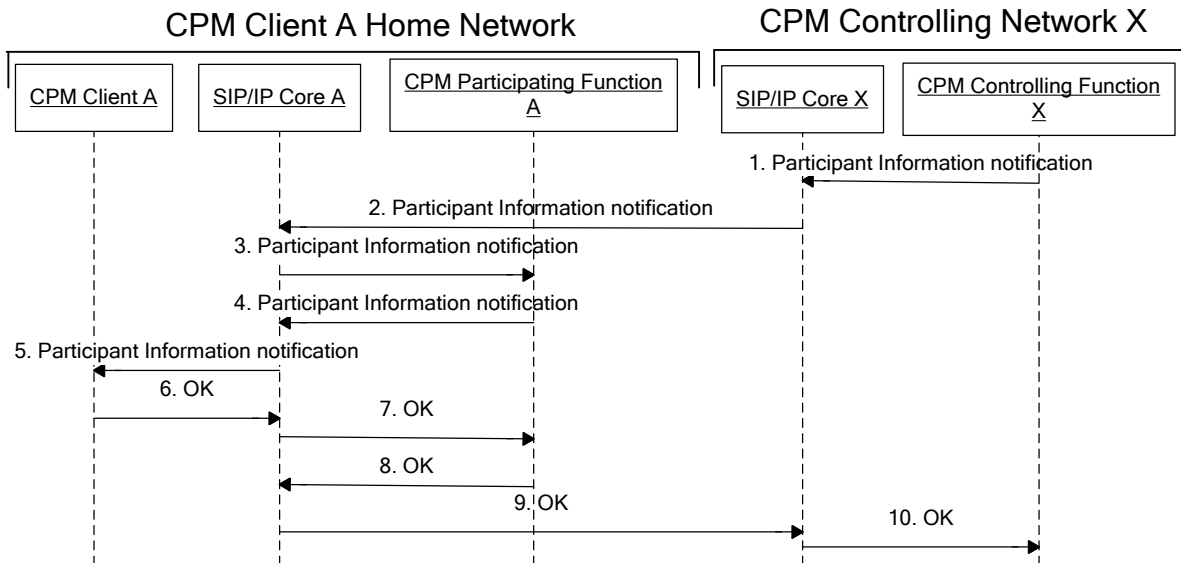 CPM Client A Home Network
CPM Controlling Network X
CPM Client A
SIP/IP Core A
CPM Participating Function
A
SIP/IP Core X
CPM Controlling Function
X
1. Participant Information notification
2. Participant Information notification
3. Participant Information notification
4. Participant Information notification
5. Participant Information notification
6. OK
7. OK
8. OK
9. OK
10. OK